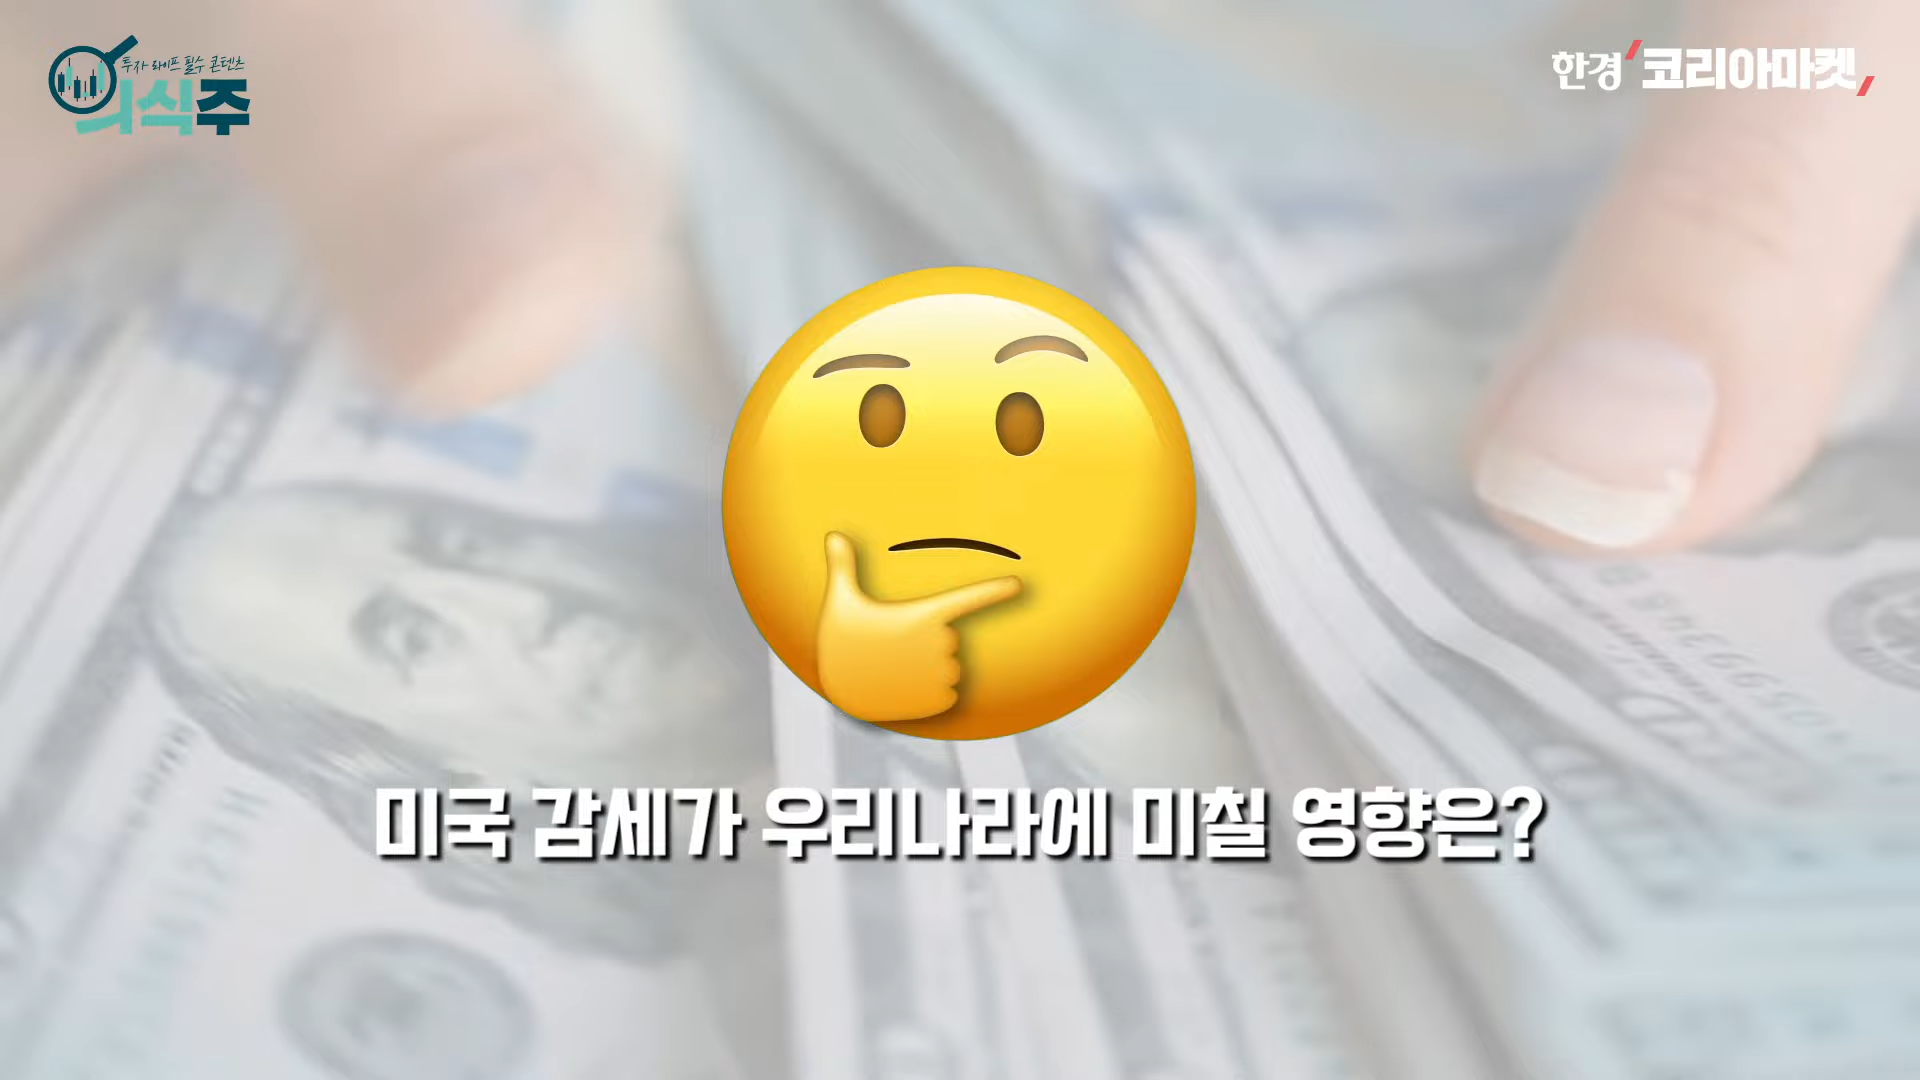 투자 라이프 필수 콘텐츠
의식주
한경 코리아마켓
미국 감세가 우리나라에 미칠 영향은?